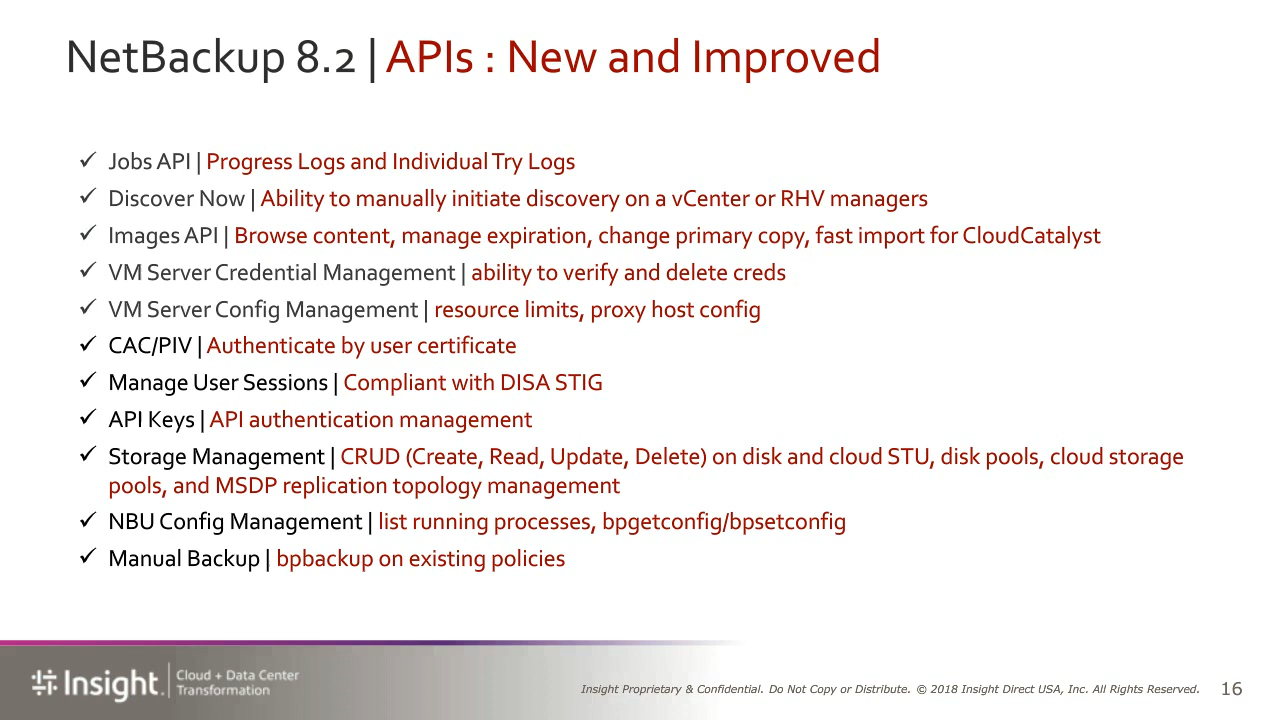 NetBackup 8.2 | APIs : New and Improved
✓ Jobs API | Progress Logs and Individual Try Logs
✓ Discover Now | Ability to manually initiate discovery on a vCenter or RHV managers
✓ Images API | Browse content, manage expiration, change primary copy, fast import for CloudCatalyst
✓ VM Server Credential Management | ability to verify and delete creds
✓ VM Server Config Management | resource limits, proxy host config
✓ CAC/PIV | Authenticate by user certificate
✓ Manage User Sessions | Compliant with DISA STIG
✓ API Keys | API authentication management
✓ Storage Management | CRUD (Create, Read, Update, Delete) on disk and cloud STU, disk pools, cloud storage
pools, and MSDP replication topology management
✓ NBU Config Management | list running processes, bpgetconfig/bpsetconfig
✓ Manual Backup | bpbackup on existing policies
Insight. | Cloud + Data Center
Transformation
Insight Proprietary & Confidential. Do Not Copy or Distribute. © 2018 Insight Direct USA, Inc. All Rights Reserved. 16